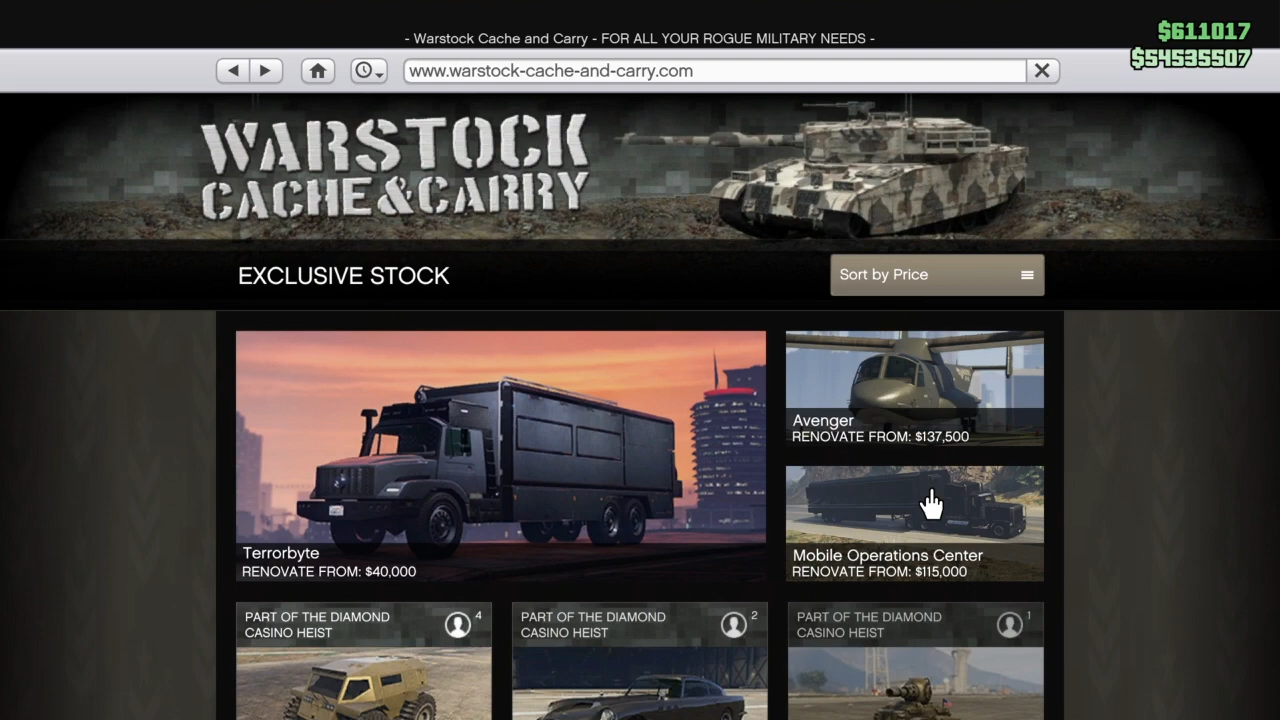 - Warstock Cache and Carry - FOR ALL YOUR ROGUE MILITARY NEEDS -
$611017
$54535507
www.warstock-cache-and-carry.com
WARSTOCK
CACHE&CARRY
EXCLUSIVE STOCK
Sort by Price
Terrorbyte
RENOVATE FROM: $40,000
Avenger
RENOVATE FROM: $137,500
Mobile Operations Center
RENOVATE FROM: $115,000
PART OF THE DIAMOND
CASINO HEIST
4
PART OF THE DIAMOND
CASINO HEIST
2
PART OF THE DIAMOND
CASINO HEIST
1